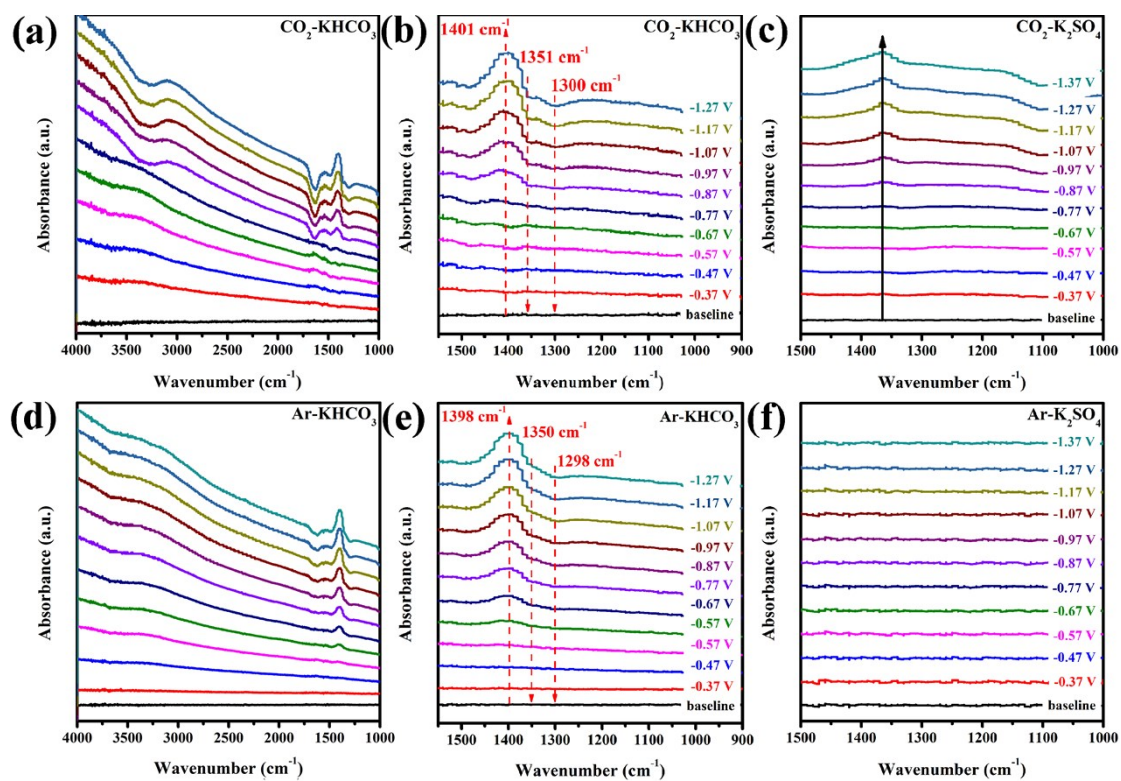 (a)
CO₂-KHCO₃
Absorbance (a.u.)
4000 3500 3000 2500 2000 1500 1000
Wavenumber (cm⁻¹)
(b)
CO₂-KHCO₃
1401 cm⁻¹
1351 cm⁻¹
1300 cm⁻¹
-1.27 V
-1.17 V
-1.07 V
-0.97 V
-0.87 V
-0.77 V
-0.67 V
-0.57 V
-0.47 V
-0.37 V
baseline
Absorbance (a.u.)
1500 1400 1300 1200 1100 1000 900
Wavenumber (cm⁻¹)
(c)
CO₂-K₂SO₄
-1.37 V
-1.27 V
-1.17 V
-1.07 V
-0.97 V
-0.87 V
-0.77 V
-0.67 V
-0.57 V
-0.47 V
-0.37 V
baseline
Absorbance (a.u.)
1500 1400 1300 1200 1100 1000
Wavenumber (cm⁻¹)
(d)
Ar-KHCO₃
Absorbance (a.u.)
4000 3500 3000 2500 2000 1500 1000
Wavenumber (cm⁻¹)
(e)
Ar-KHCO₃
1398 cm⁻¹
1350 cm⁻¹
1298 cm⁻¹
-1.27 V
-1.17 V
-1.07 V
-0.97 V
-0.87 V
-0.77 V
-0.67 V
-0.57 V
-0.57 V
-0.47 V
-0.37 V
baseline
Absorbance (a.u.)
1500 1400 1300 1200 1100 1000 900
Wavenumber (cm⁻¹)
(f)
Ar-K₂SO₄
-1.37 V
-1.27 V
-1.17 V
-1.07 V
-0.97 V
-0.87 V
-0.77 V
-0.67 V
-0.57 V
-0.47 V
-0.37 V
baseline
Absorbance (a.u.)
1500 1400 1300 1200 1100 1000
Wavenumber (cm⁻¹)